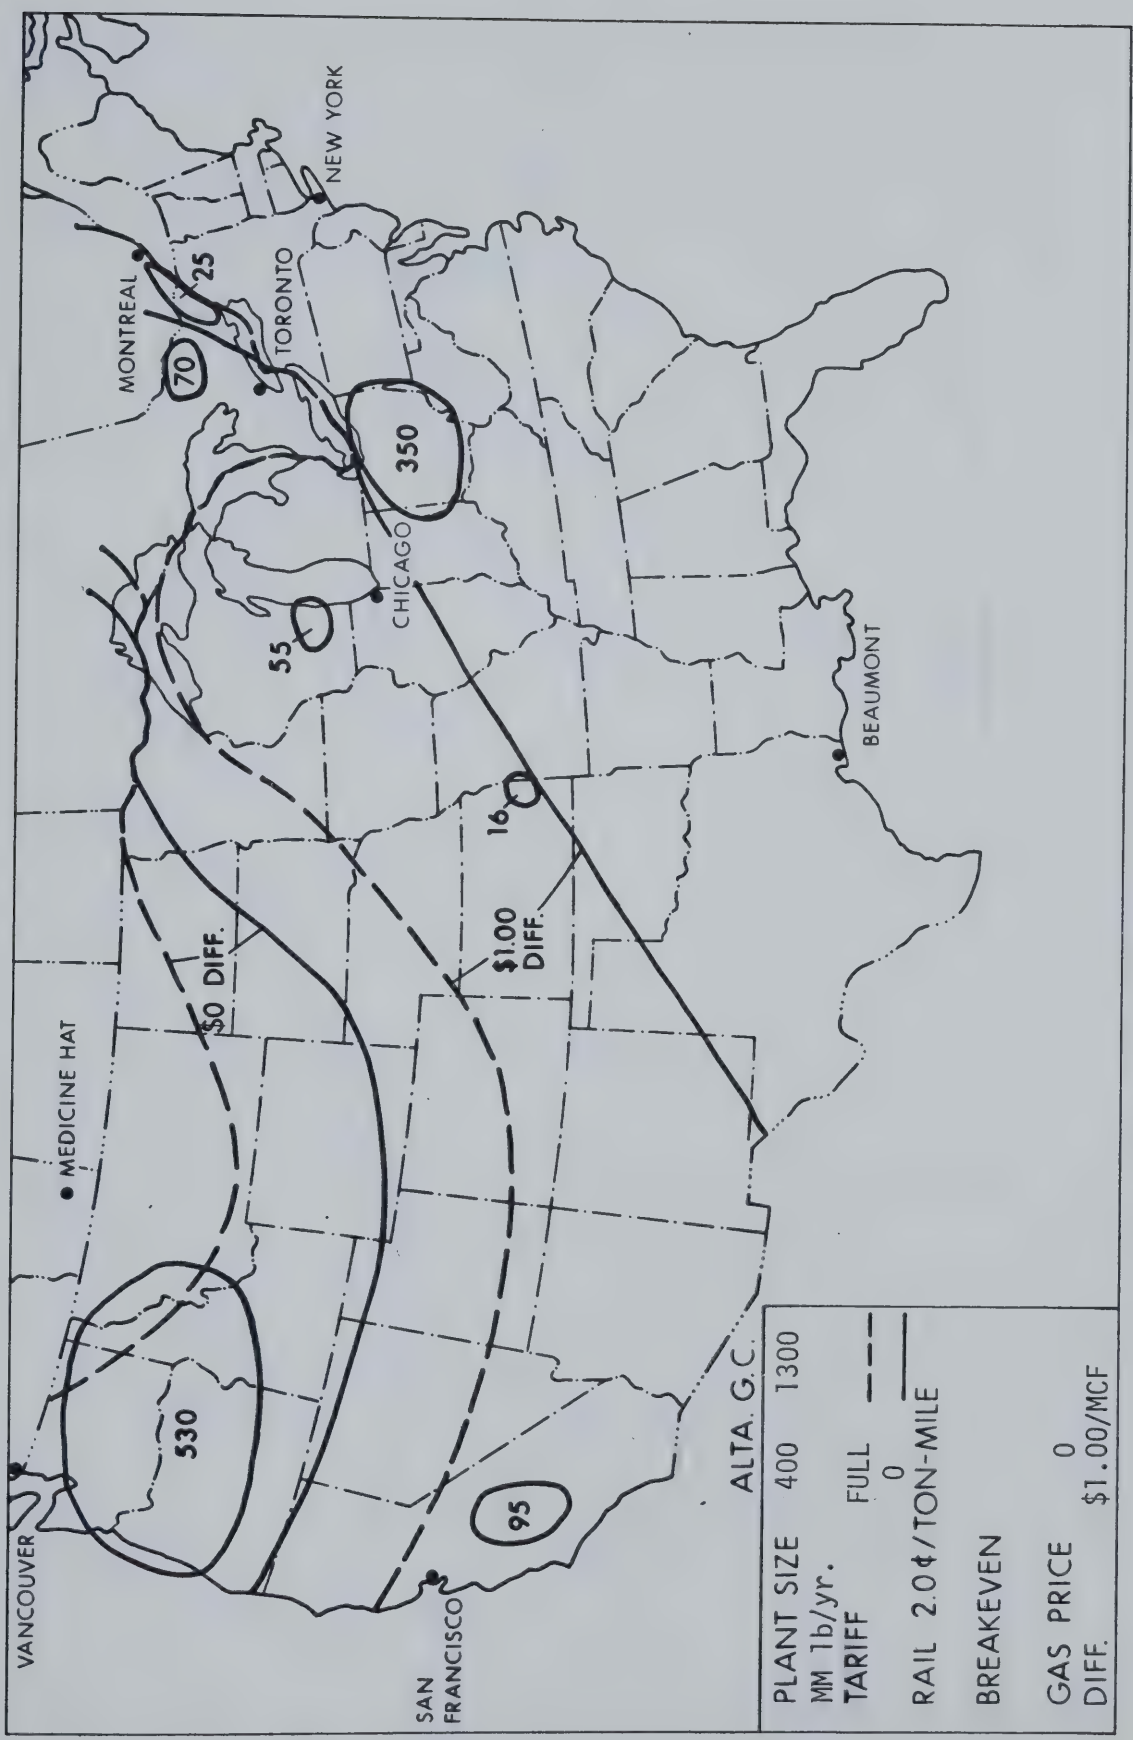 VANCOUVER
MEDICINE HAT
MONTREAL
TORONTO
NEW YORK
CHICAGO
SAN
FRANCISCO
BEAUMONT
530
95
16
55
350
70
25
$0 DIFF.
$1.00
DIFF.
ALTA. G.C.
PLANT SIZE 400 1300
MM lb/yr.
TARIFF FULL
0
RAIL 2.0¢/TON-MILE
BREAKEVEN
GAS PRICE 0
DIFF. $1.00/MCF